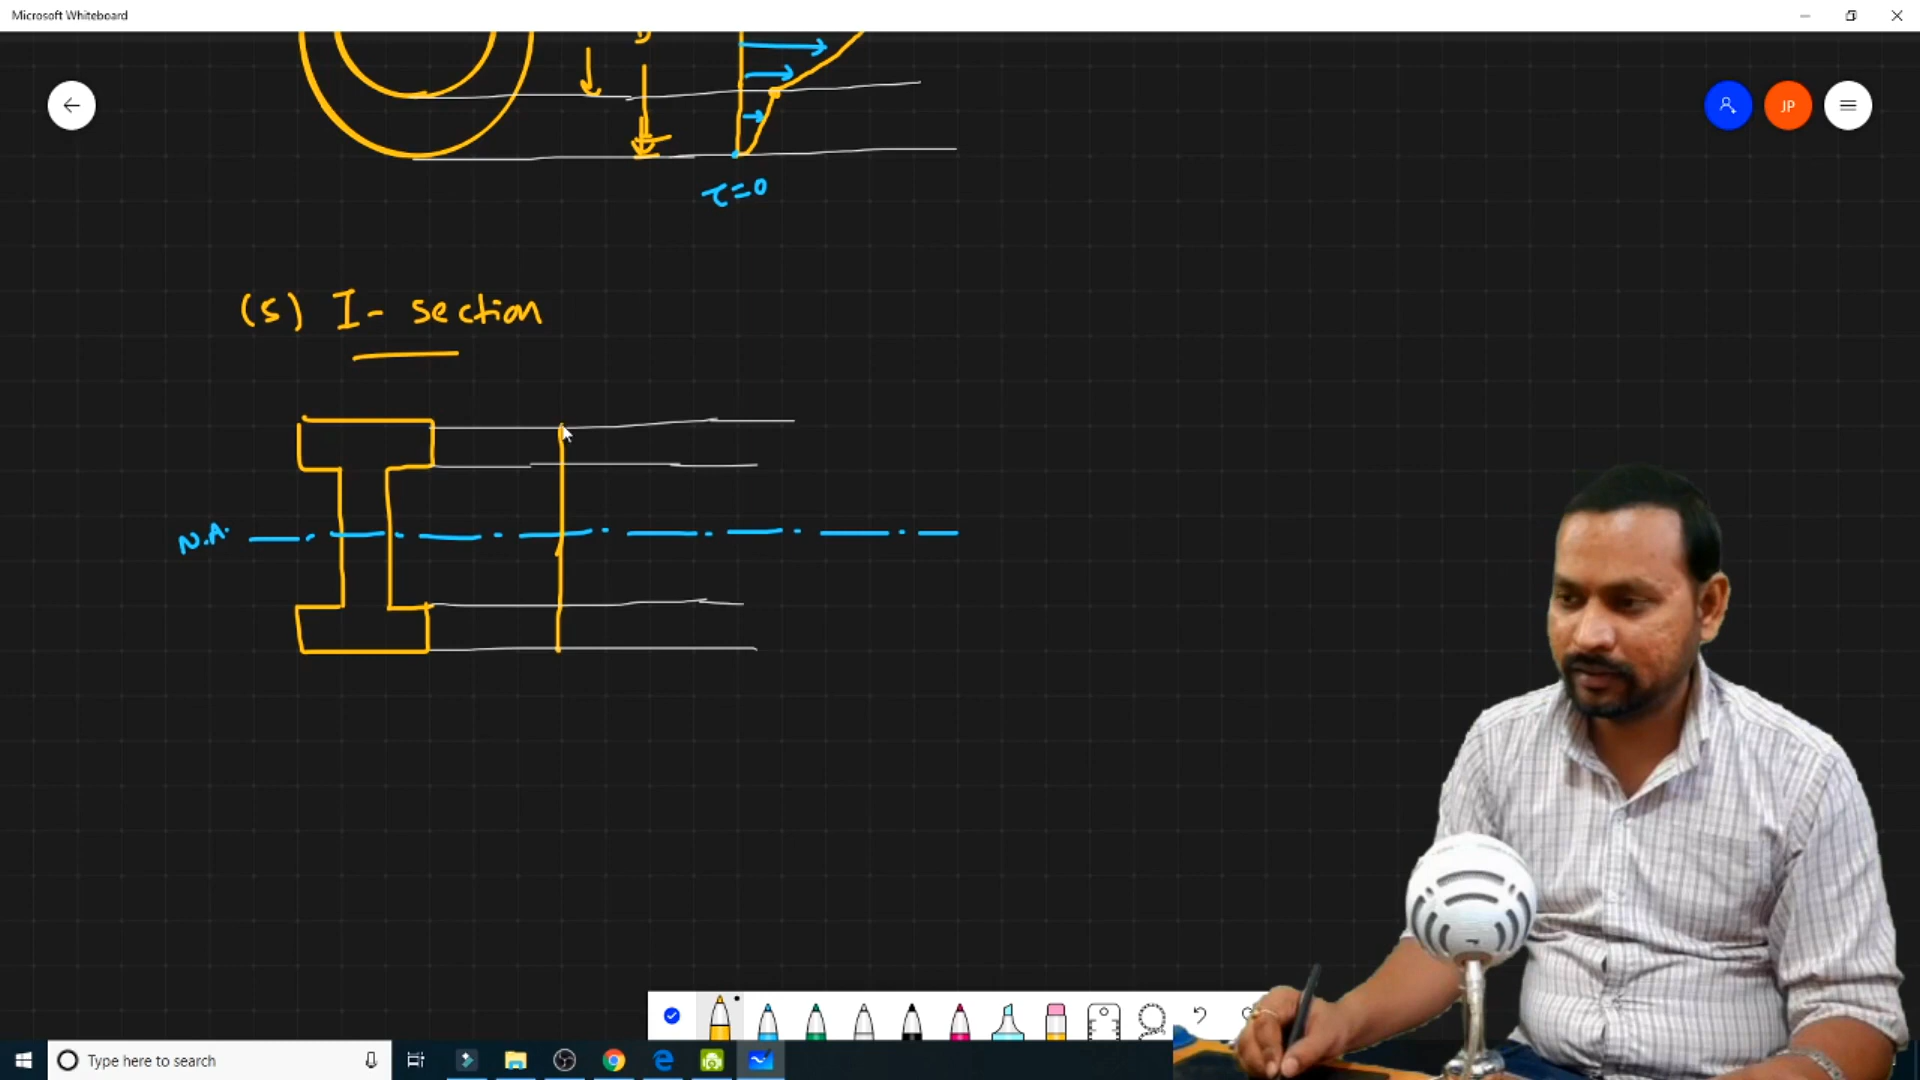 Microsoft Whiteboard
τ=0
JP
(5) I- section
N.A.
Type here to search